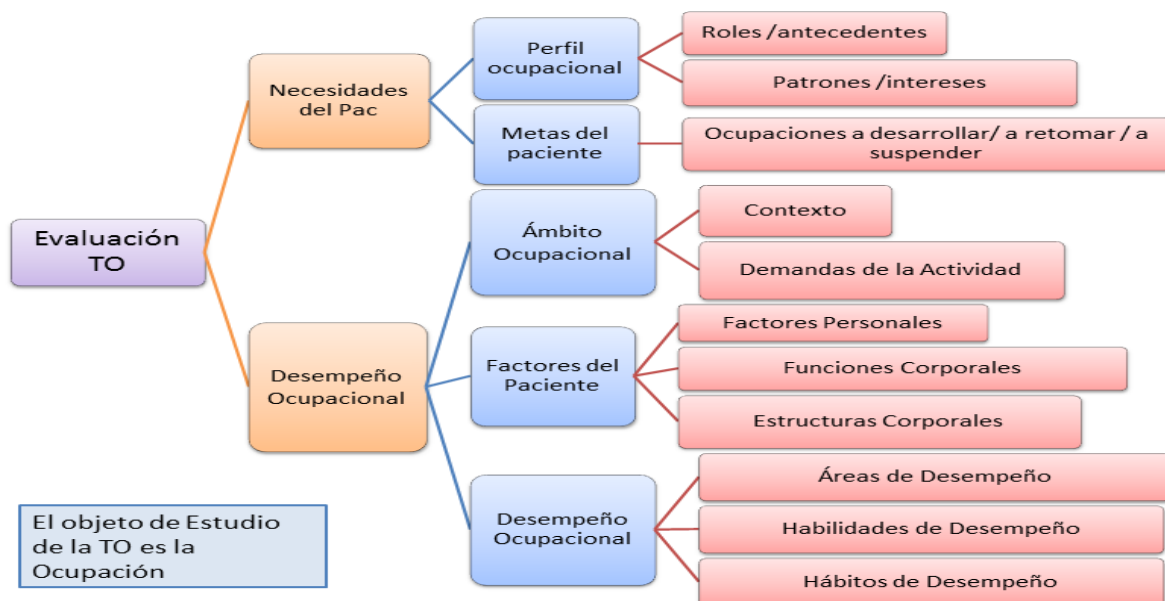 Evaluación
TO
Necesidades
del Pac
Perfil
ocupacional
Roles /antecedentes
Patrones /intereses
Metas del
paciente
Ocupaciones a desarrollar/ a retomar / a
suspender
Desempeño
Ocupacional
Ámbito
Ocupacional
Contexto
Demandas de la Actividad
Factores del
Paciente
Factores Personales
Funciones Corporales
Estructuras Corporales
Desempeño
Ocupacional
Áreas de Desempeño
Habilidades de Desempeño
Hábitos de Desempeño
El objeto de Estudio
de la TO es la
Ocupación